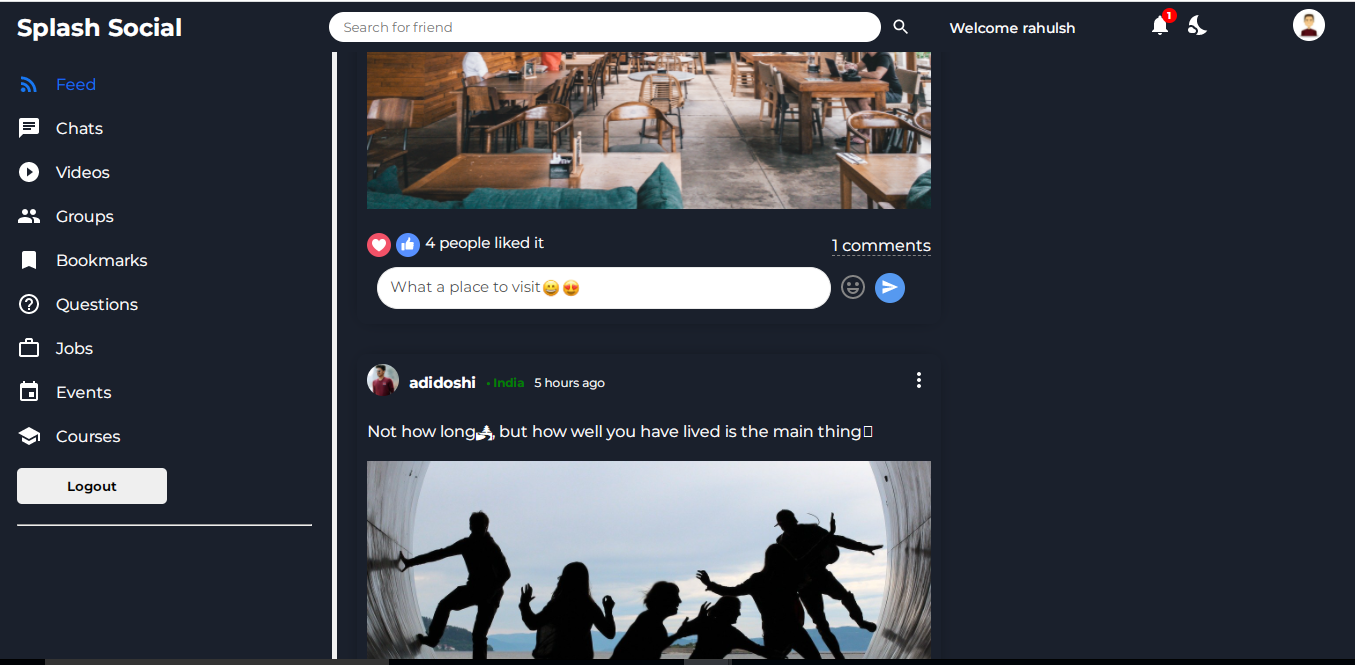 Splash Social
Search for friend
Welcome rahulsh
1
Feed
Chats
Videos
Groups
Bookmarks
Questions
Jobs
Events
Courses
Logout
4 people liked it
1 comments
What a place to visit😀😍
adidoshi • India 5 hours ago
Not how long, but how well you have lived is the main thing▯